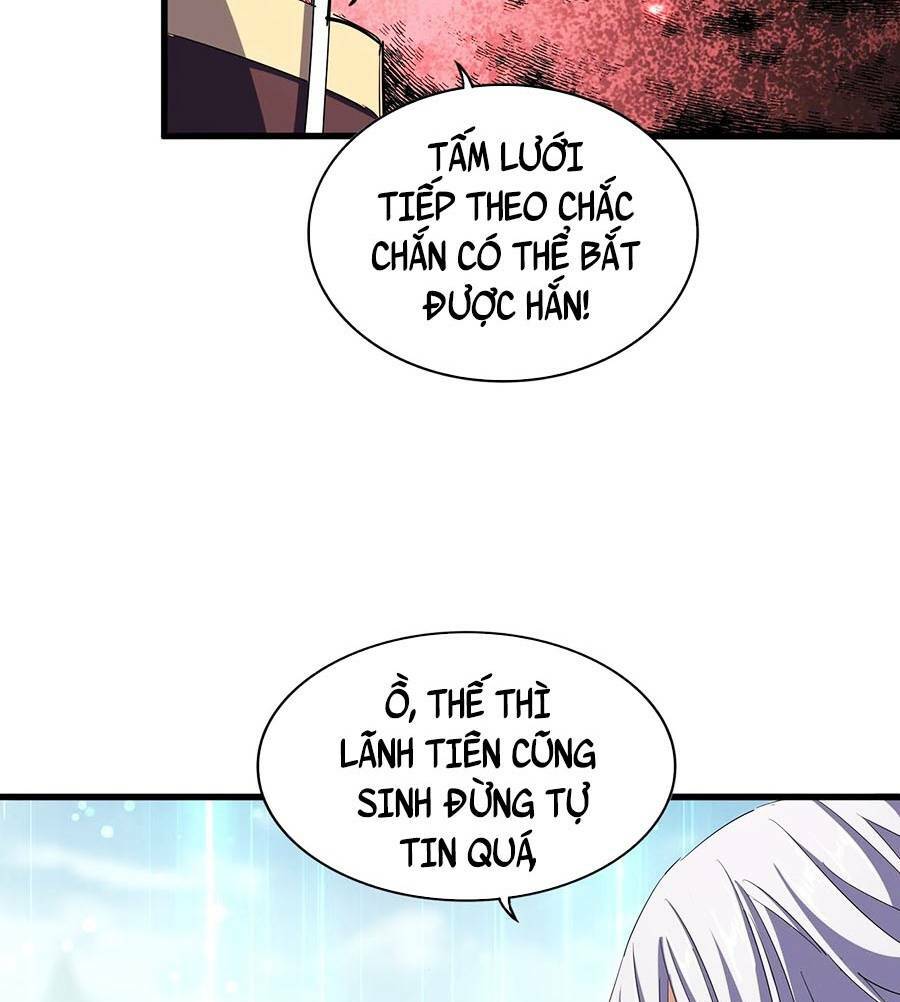 TẤM LƯỚI
TIẾP THEO CHẮC
CHẮN CÓ THỂ BẮT
ĐƯỢC HẮN!
Ồ, THẾ THÌ
LÃNH TIÊN CŨNG
SINH ĐỪNG TỰ
TIN QUÁ,